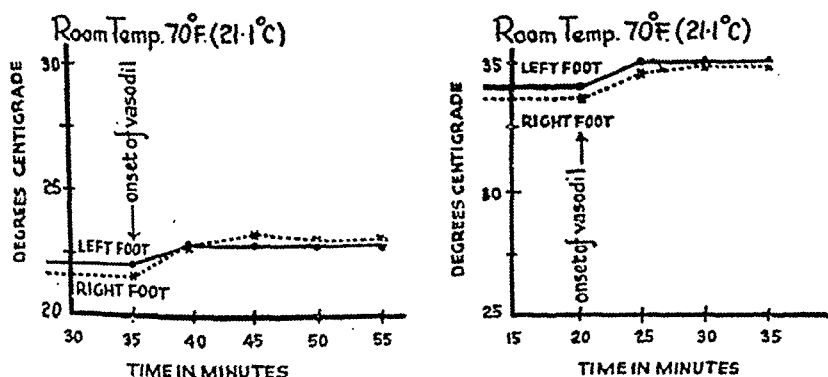 Room Temp. 70°F. (21·1°C)
30
25
20
DEGREES CENTIGRADE
onset of vasodil
LEFT FOOT
RIGHT FOOT
30 35 40 45 50 55
TIME IN MINUTES
Room Temp. 70°F. (21·1°C)
35
30
25
DEGREES CENTIGRADE
LEFT FOOT
RIGHT FOOT
onset of vasodil
15 20 25 30 35
TIME IN MINUTES